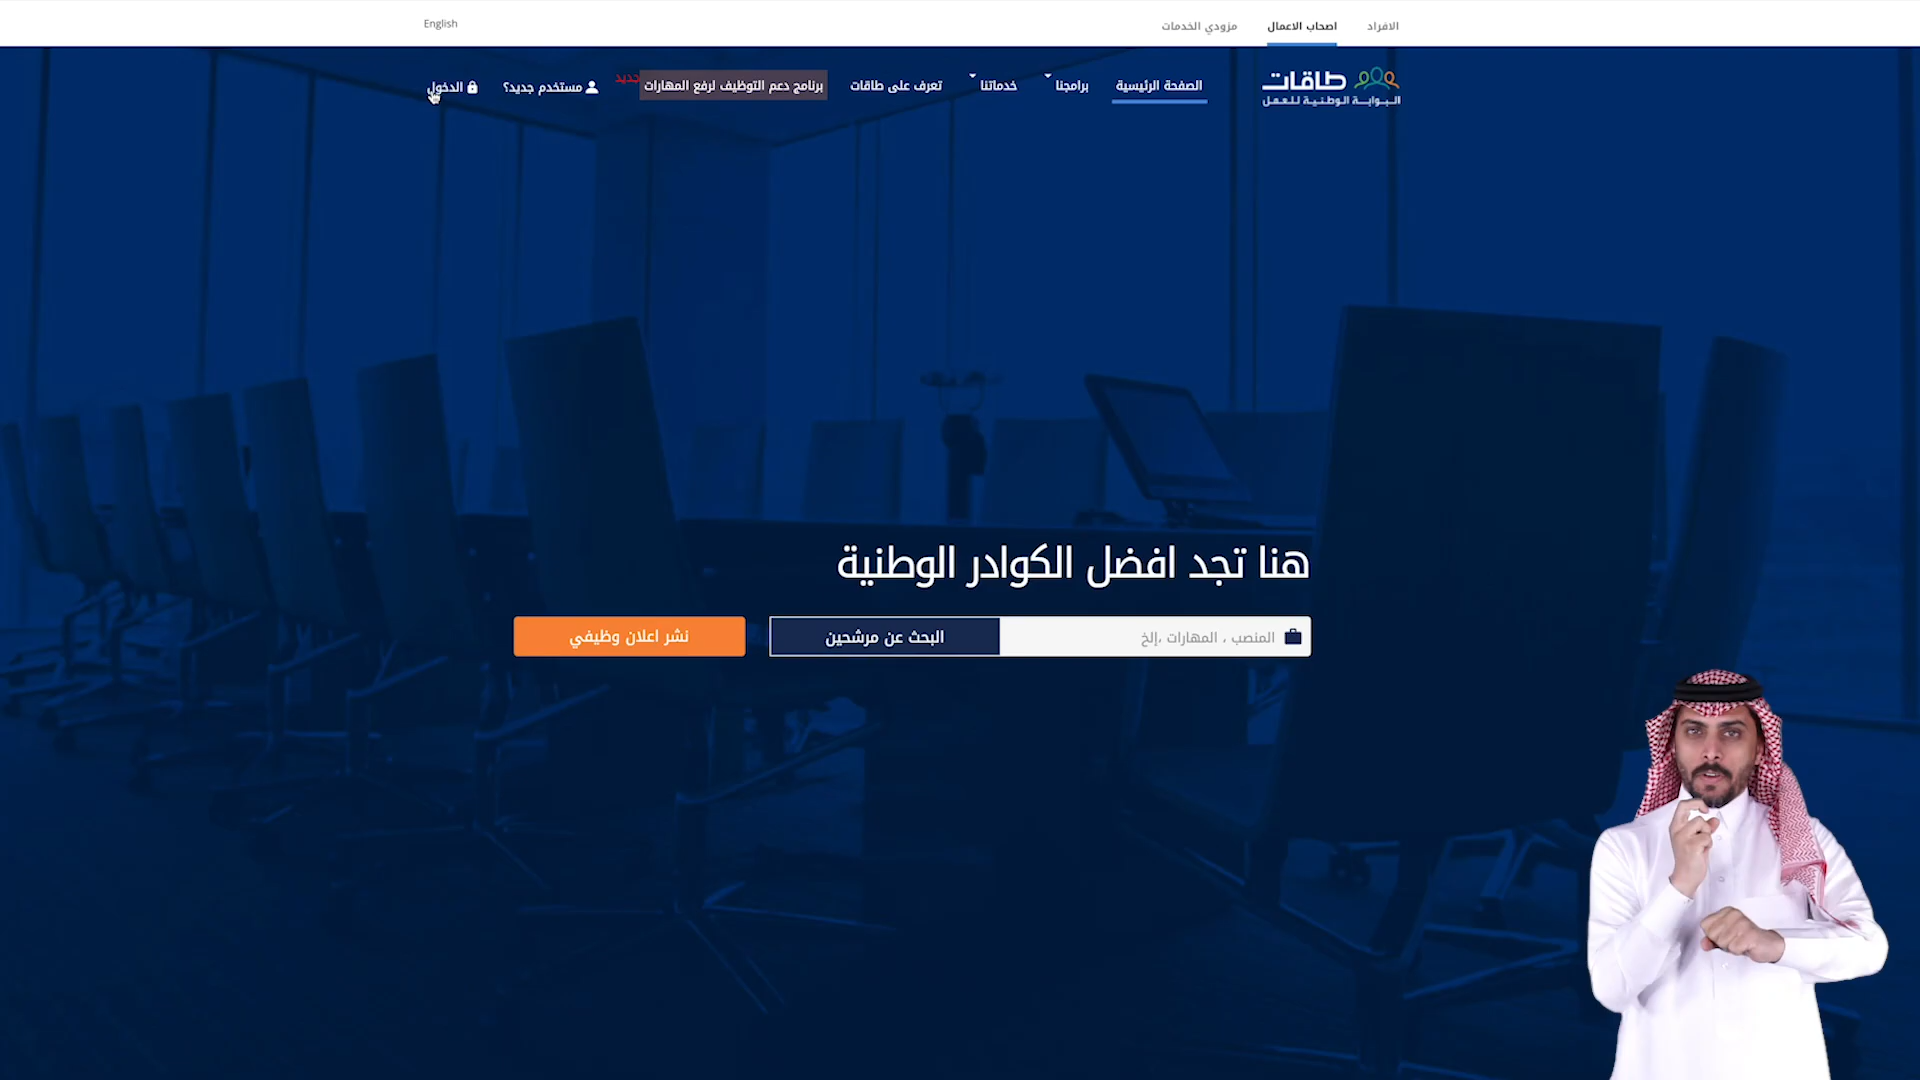 الافراد
اصحاب الاعمال
مزودي الخدمات
English
طاقات
البوابة الوطنية للعمل
الصفحة الرئيسية
برامجنا
خدماتنا
تعرف على طاقات
برنامج دعم التوظيف لرفع المهارات
جديد
مستخدم جديد؟
الدخول
هنا تجد افضل الكوادر الوطنية
المنصب ، المهارات ،إلخ
البحث عن مرشحين
نشر اعلان وظيفي